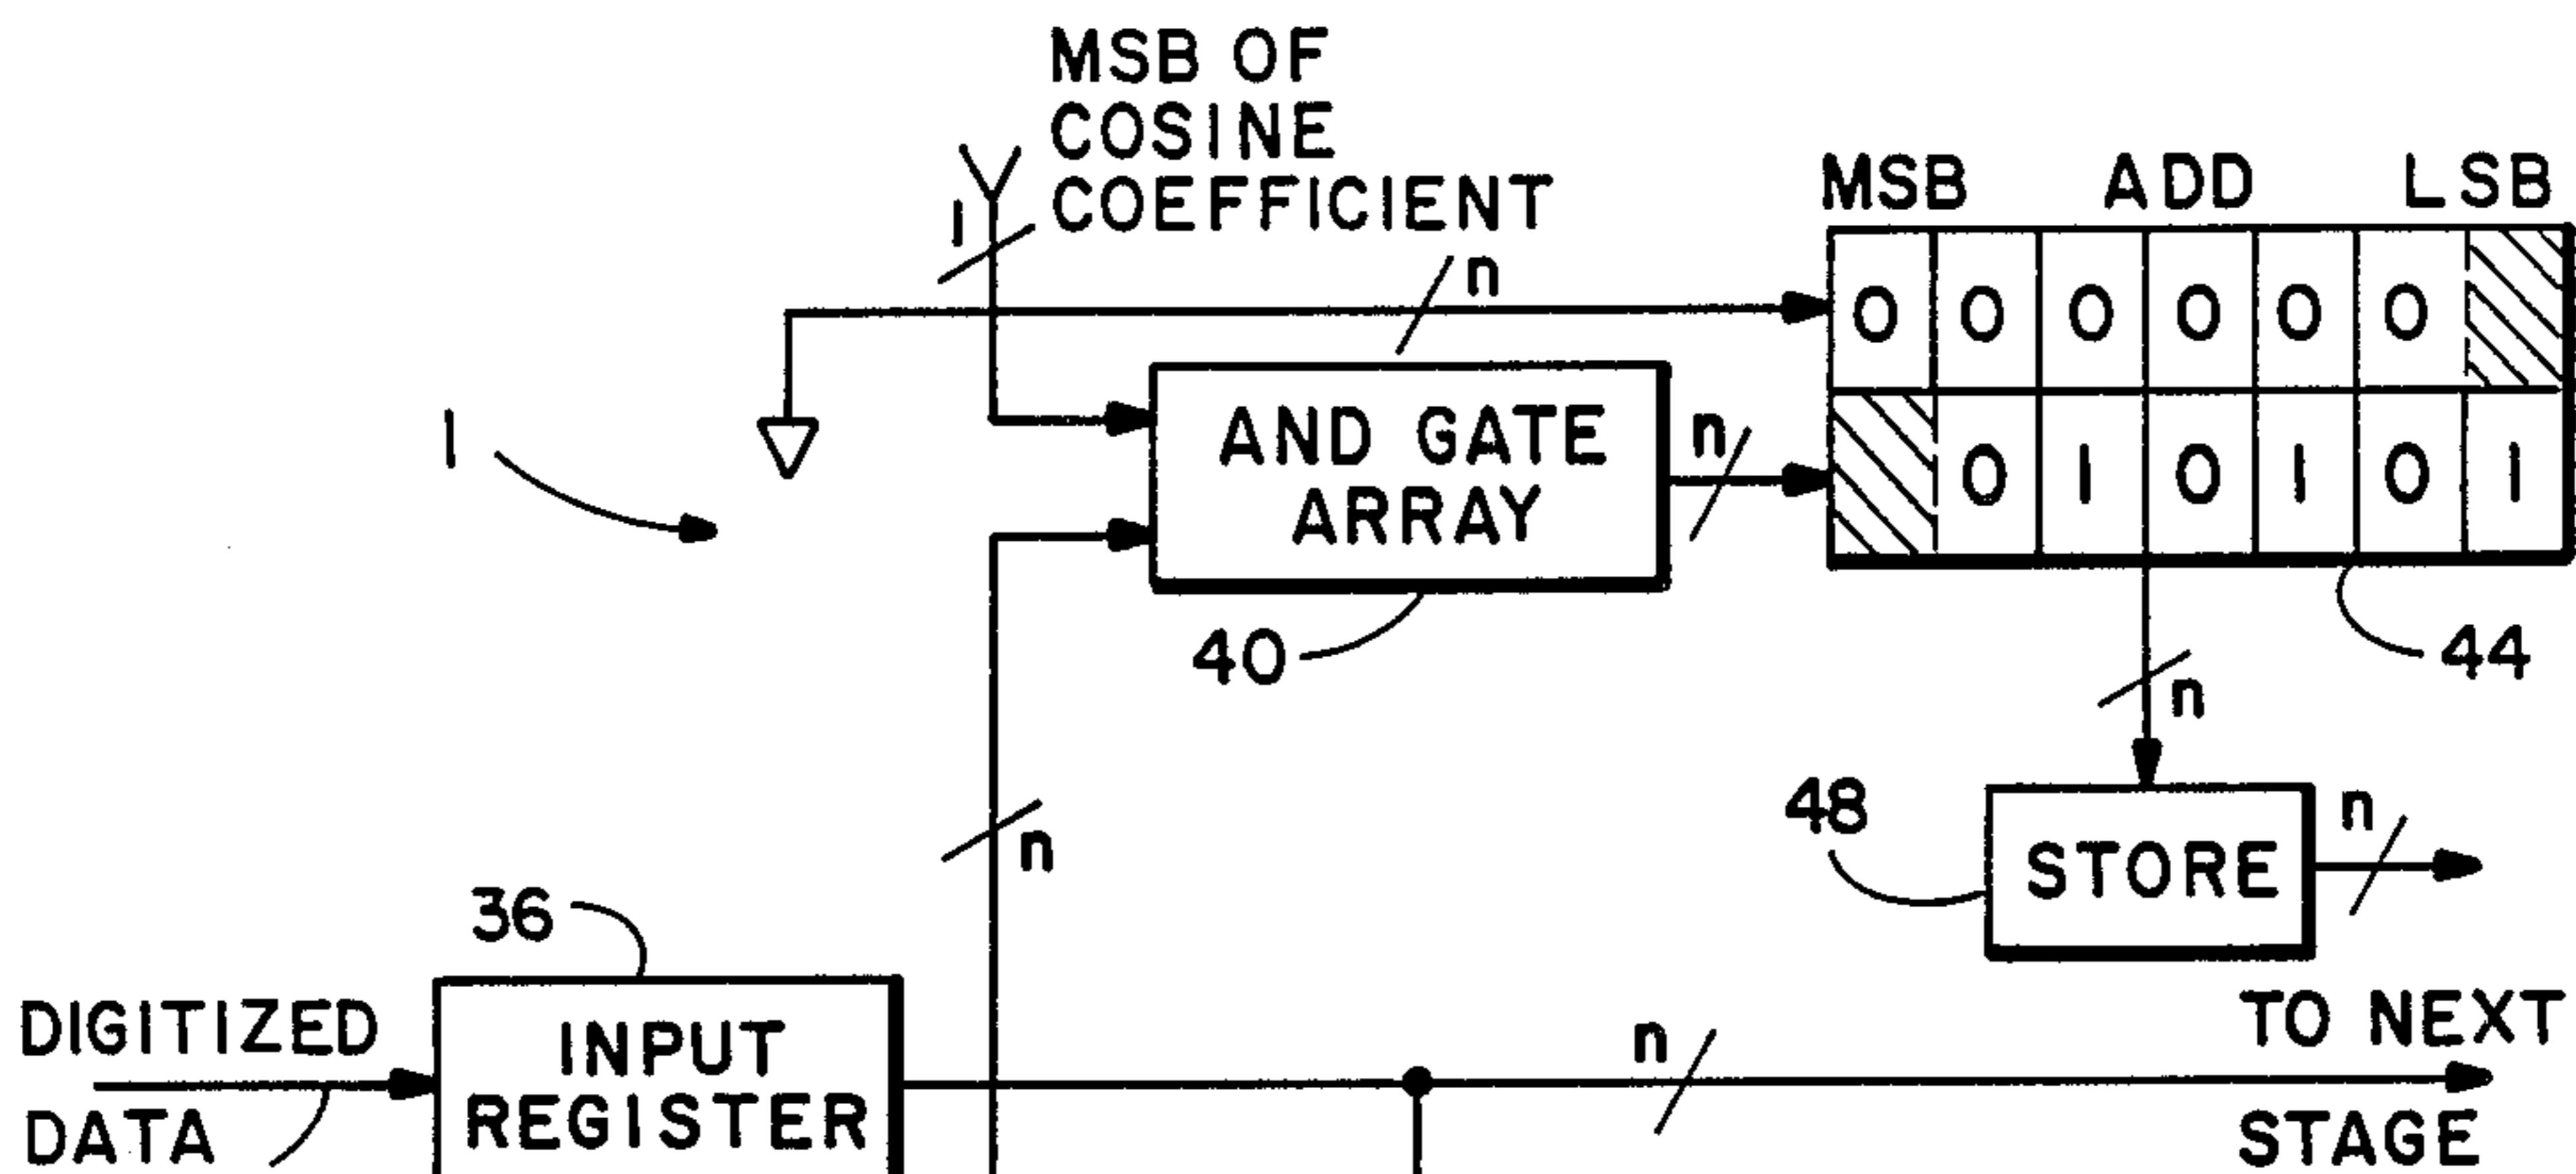 MSB OF
COSINE
COEFFICIENT
1
n
MSB ADD LSB
0 0 0 0 0 0
0 1 0 1 0 1
1
AND GATE
ARRAY
n
40
44
n
n
48
STORE
n
36
DIGITIZED
DATA
INPUT
REGISTER
n
TO NEXT
STAGE